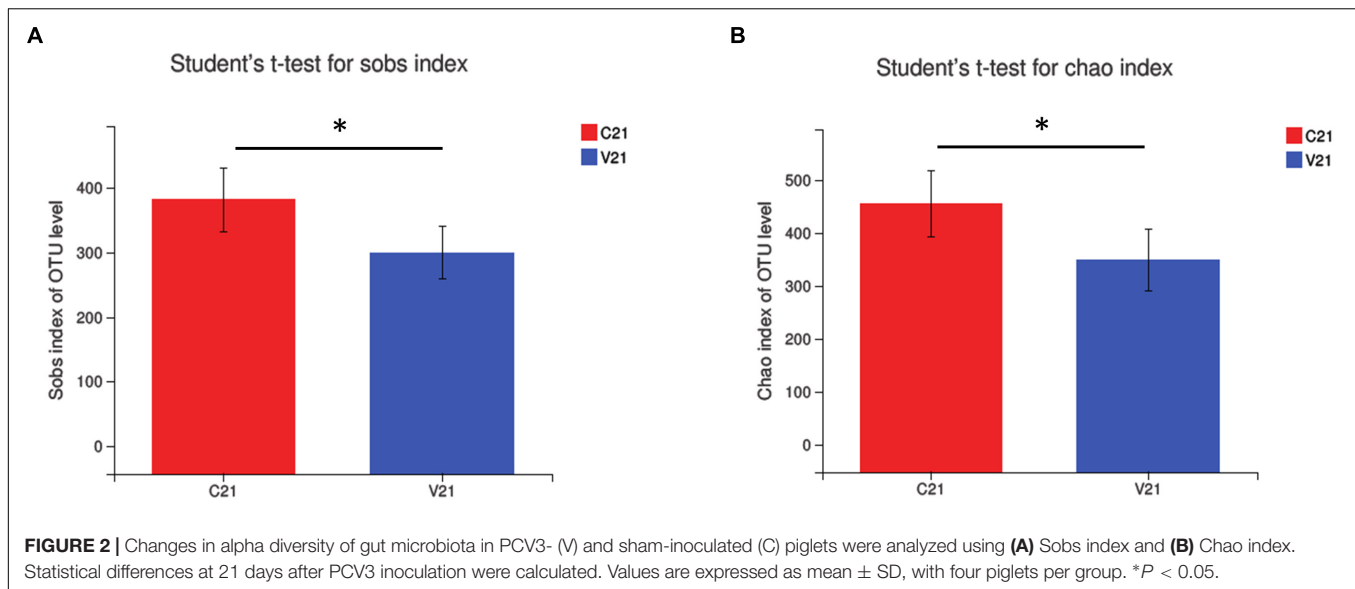 A
Student's t-test for sobs index
*
C21
V21
Sobs index of OTU level
400
300
200
100
0
C21
V21
B
Student's t-test for chao index
*
C21
V21
Chao index of OTU level
500
400
300
200
100
0
C21
V21
FIGURE 2 | Changes in alpha diversity of gut microbiota in PCV3- (V) and sham-inoculated (C) piglets were analyzed using (A) Sobs index and (B) Chao index.
Statistical differences at 21 days after PCV3 inoculation were calculated. Values are expressed as mean ± SD, with four piglets per group. *P < 0.05.